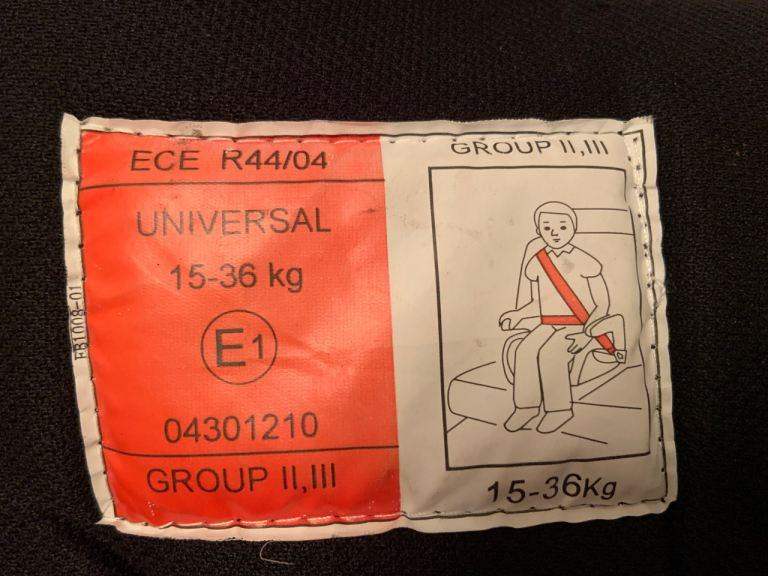 ECE R44/04
UNIVERSAL
15-36 kg
E1
04301210
GROUP II,III
FB1008-01
GROUP II,III
15-36Kg